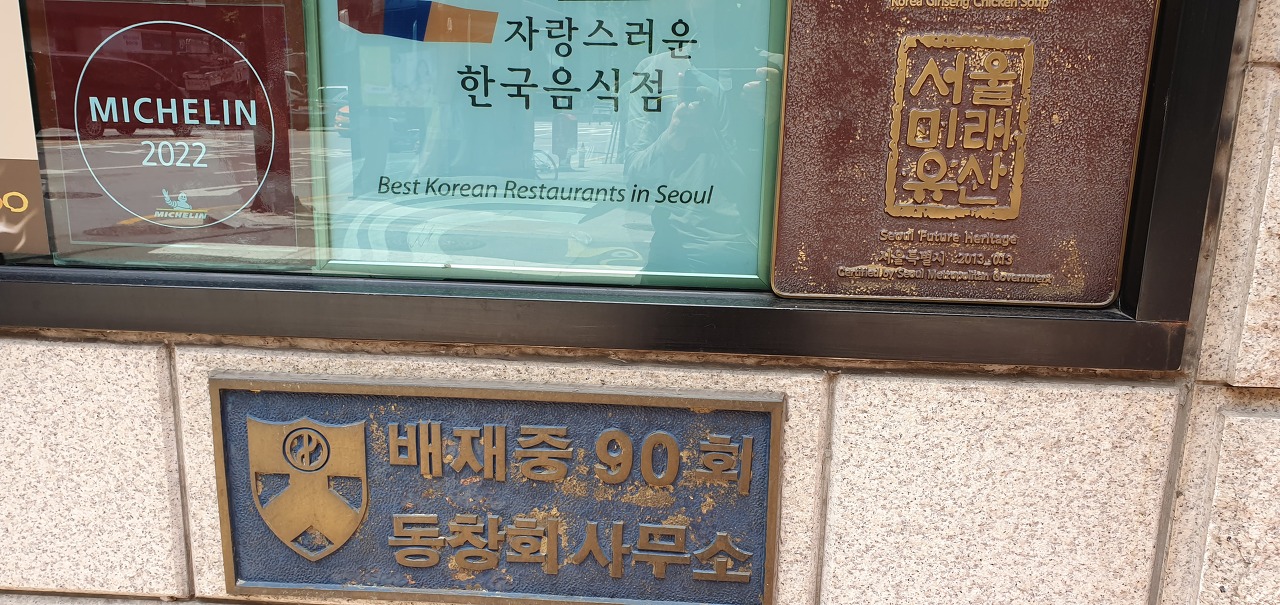 MICHELIN
2022
MICHELIN
자랑스러운
한국음식점
Best Korean Restaurants in Seoul
Korea Ginseng Chicken Soup
서울
미래
유산
Seoul Future Heritage
서울특별시 2013-013
Certified by Seoul Metropolitan Government
배재중 90회
동창회사무소